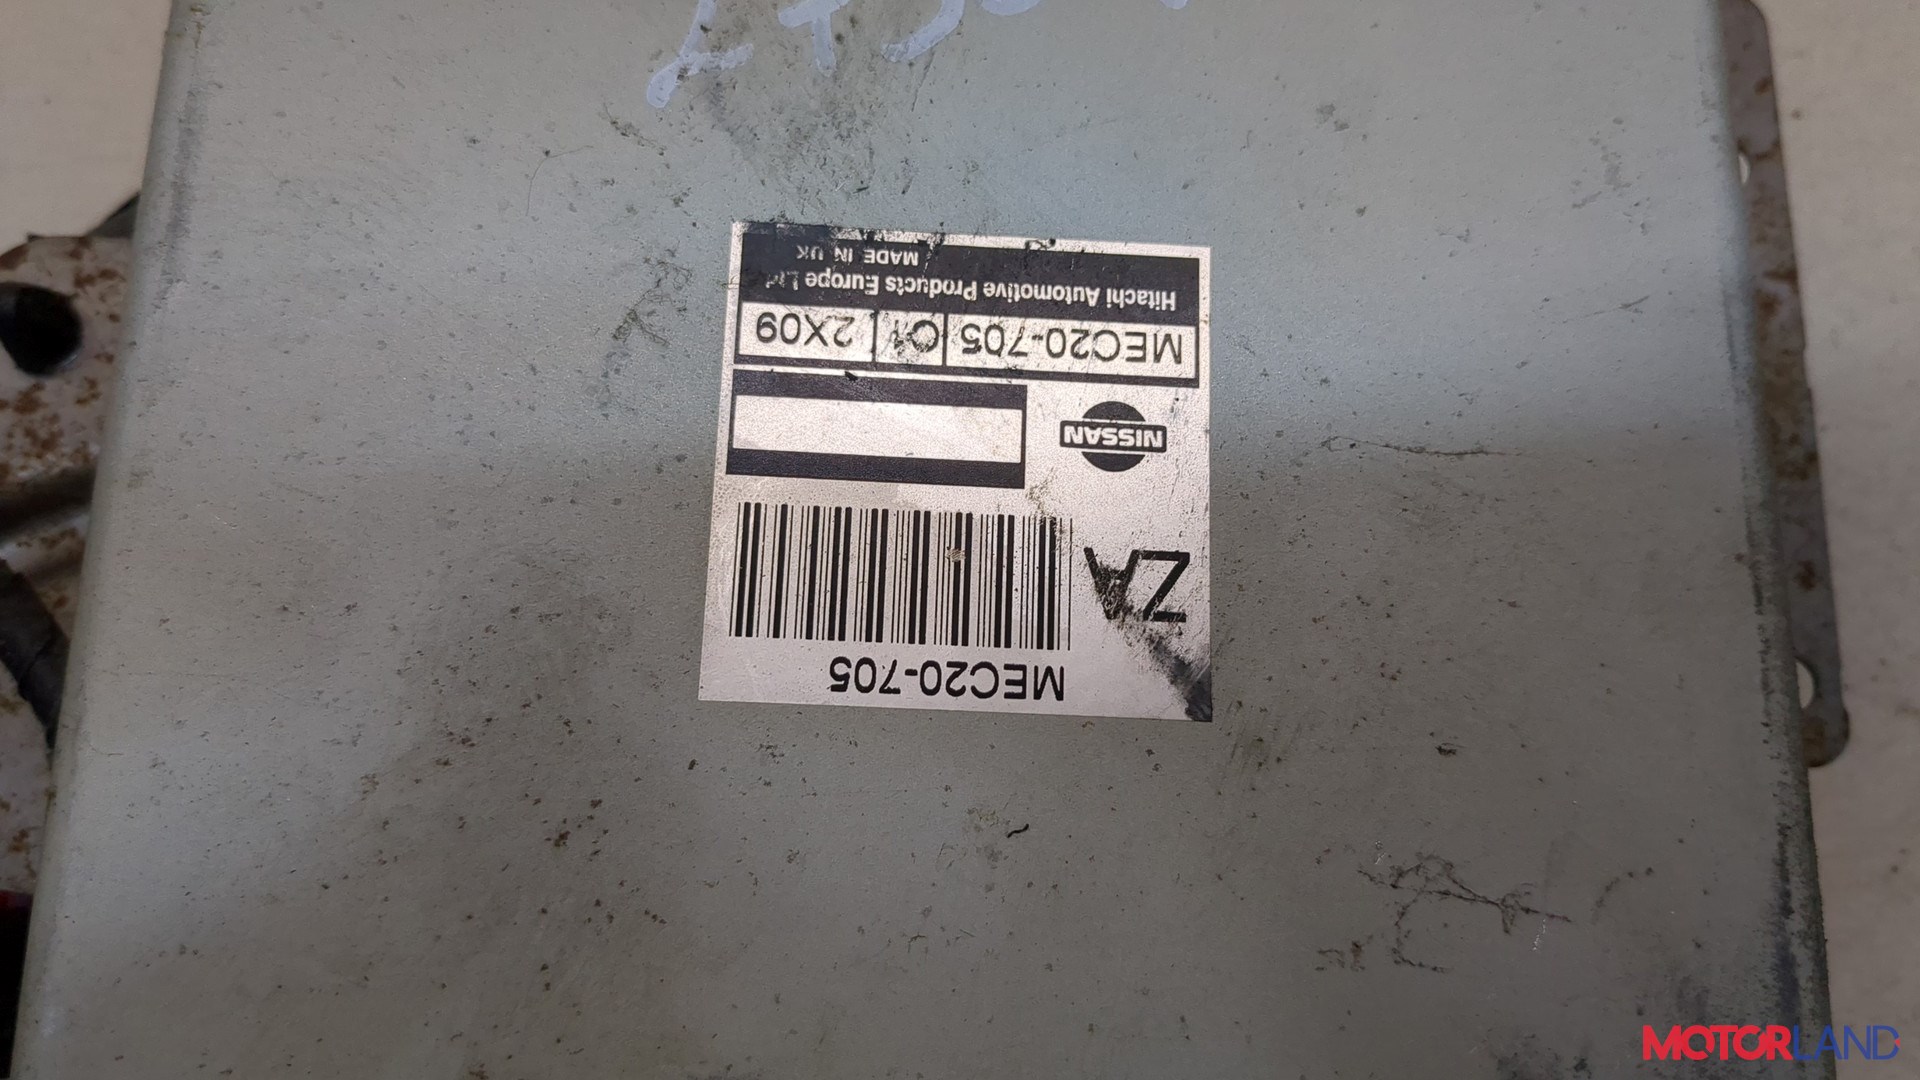 MEC20-705
ZA
NISSAN
MEC20-705 2X09
Hitachi Automotive Products Europe Ltd
MADE IN UK
MOTORLAND